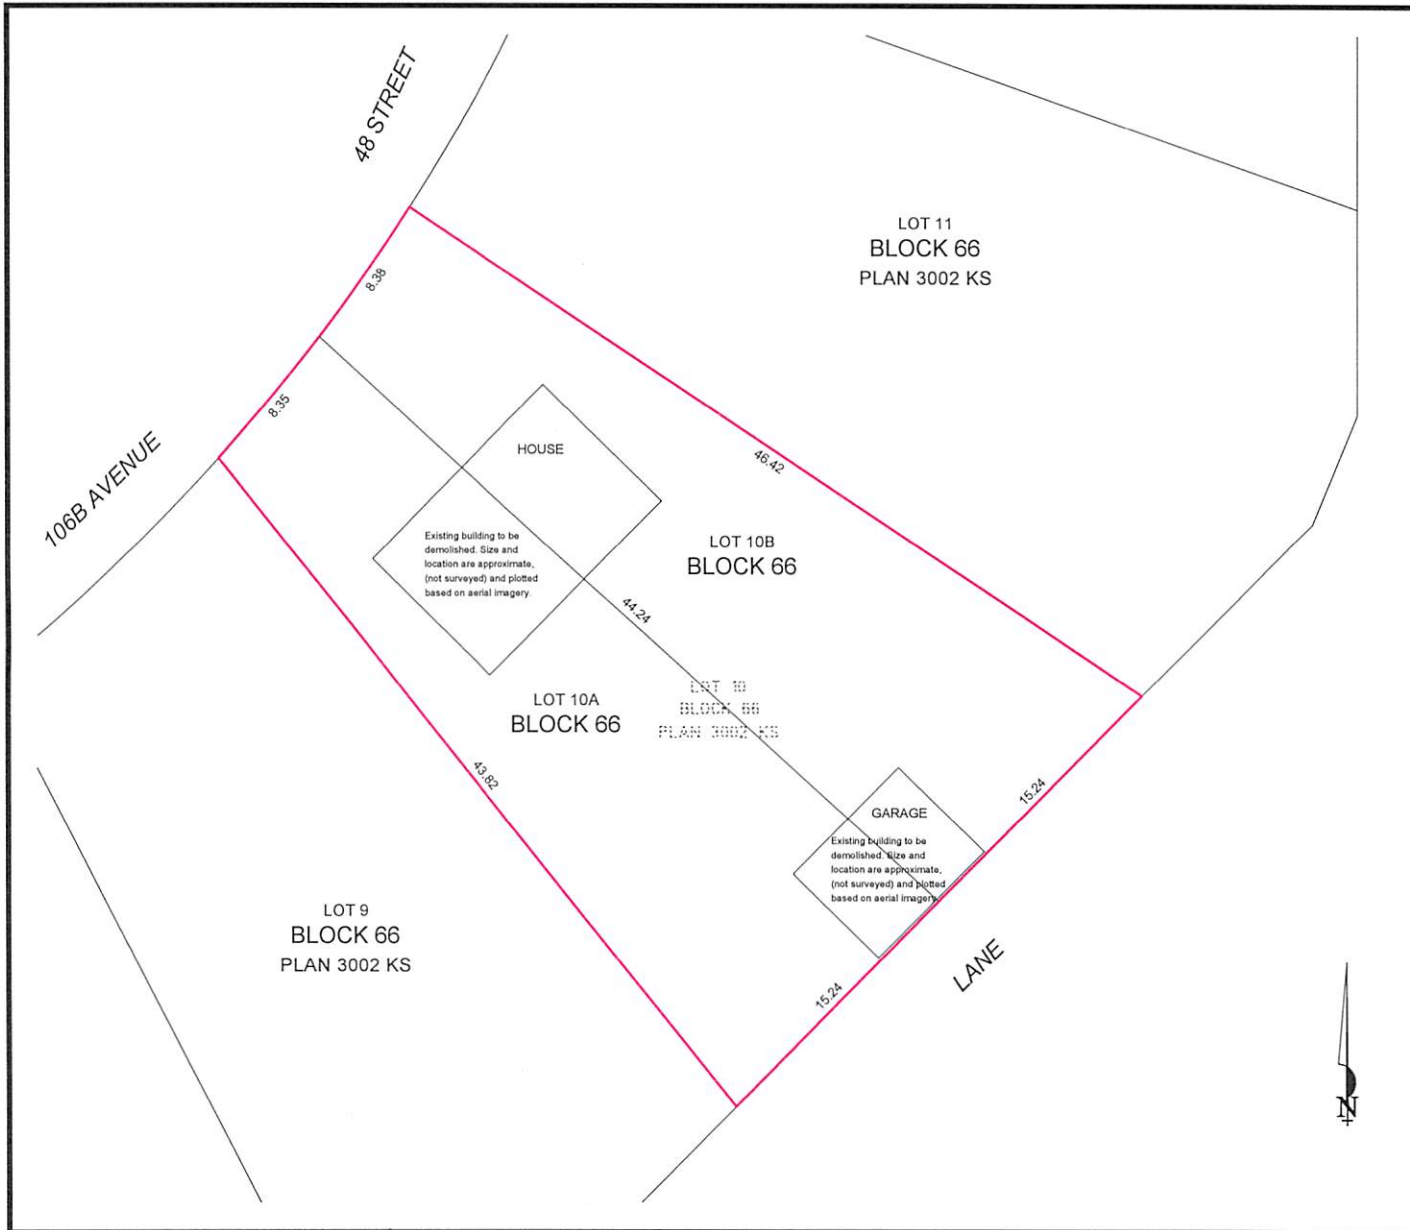 48 STREET
LOT 11
BLOCK 66
PLAN 3002 KS
8.38
8.35
106B AVENUE
HOUSE
46.42
Existing building to be
demolished. Size and
location are approximate,
(not surveyed) and plotted
based on aerial imagery.
LOT 10B
BLOCK 66
44.24
LOT 10
BLOCK 66
PLAN 3002 KS
LOT 10A
BLOCK 66
43.82
15.24
GARAGE
Existing building to be
demolished. Size and
location are approximate,
(not surveyed) and plotted
based on aerial imagery.
LOT 9
BLOCK 66
PLAN 3002 KS
LANE
15.24
N